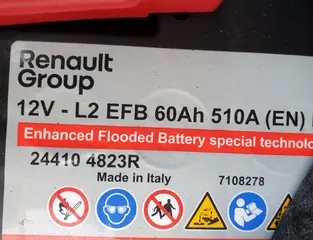 Renault
Group
12V - L2 EFB 60Ah 510A (EN)
Enhanced Flooded Battery special technolo
24410 4823R
Made in Italy 7108278